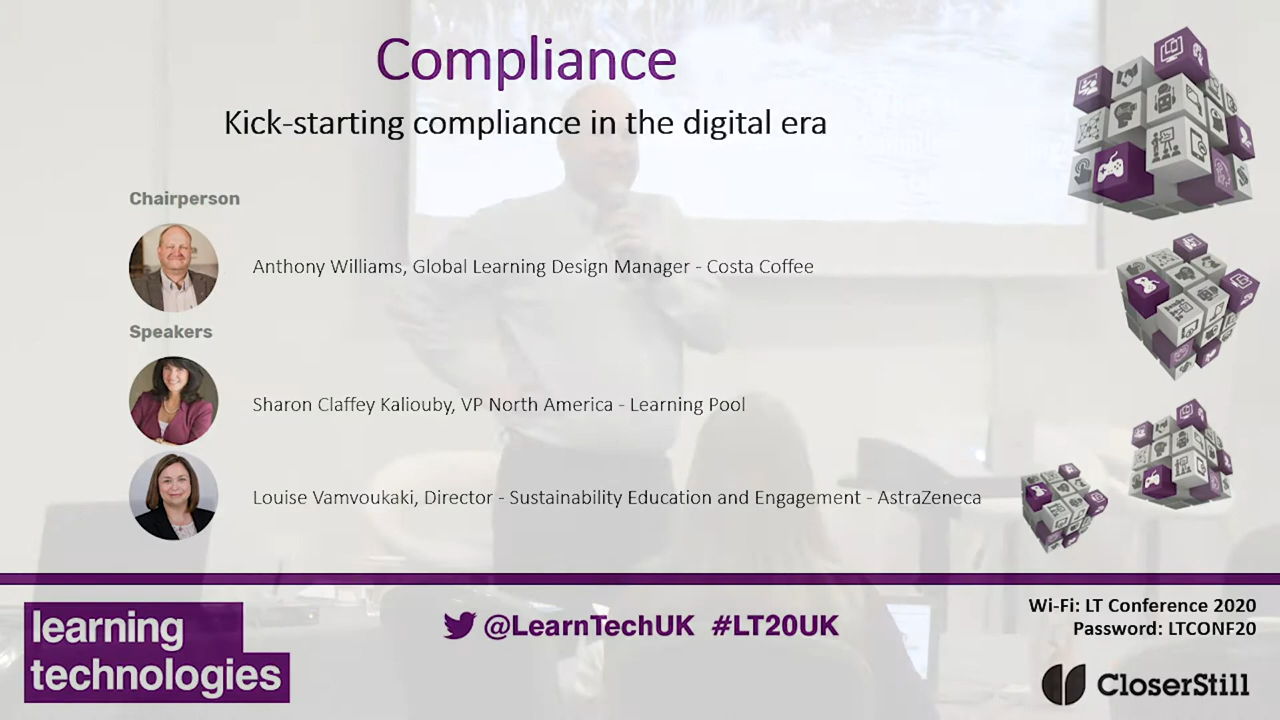 Compliance
Kick-starting compliance in the digital era
Chairperson
Anthony Williams, Global Learning Design Manager - Costa Coffee
Speakers
Sharon Claffey Kaliouby, VP North America - Learning Pool
Louise Vamvoukaki, Director - Sustainability Education and Engagement - AstraZeneca
learning
technologies
@LearnTechUK #LT20UK
Wi-Fi: LT Conference 2020
Password: LTCONF20
CloserStill